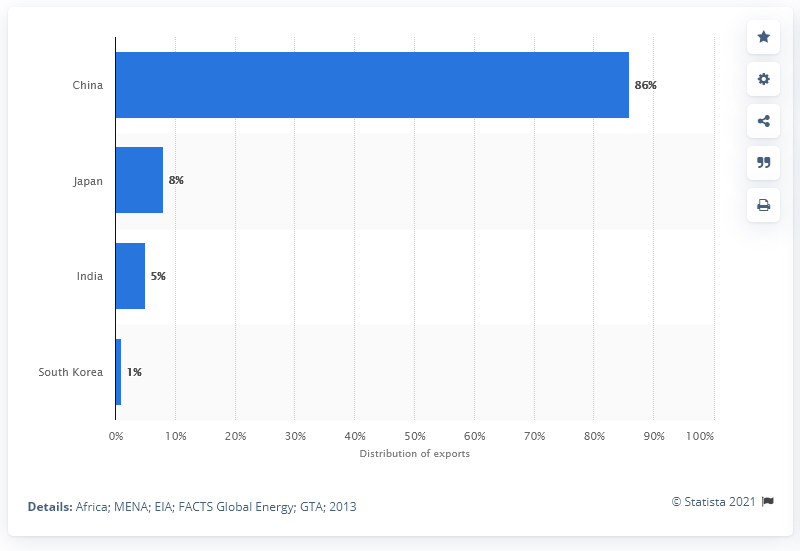 China
86%
Japan
8%
India
5%
South Korea
1%
0% 10% 20% 30% 40% 50% 60% 70% 80% 90% 100%
Distribution of exports
Details: Africa; MENA; EIA; FACTS Global Energy; GTA; 2013
© Statista 2021